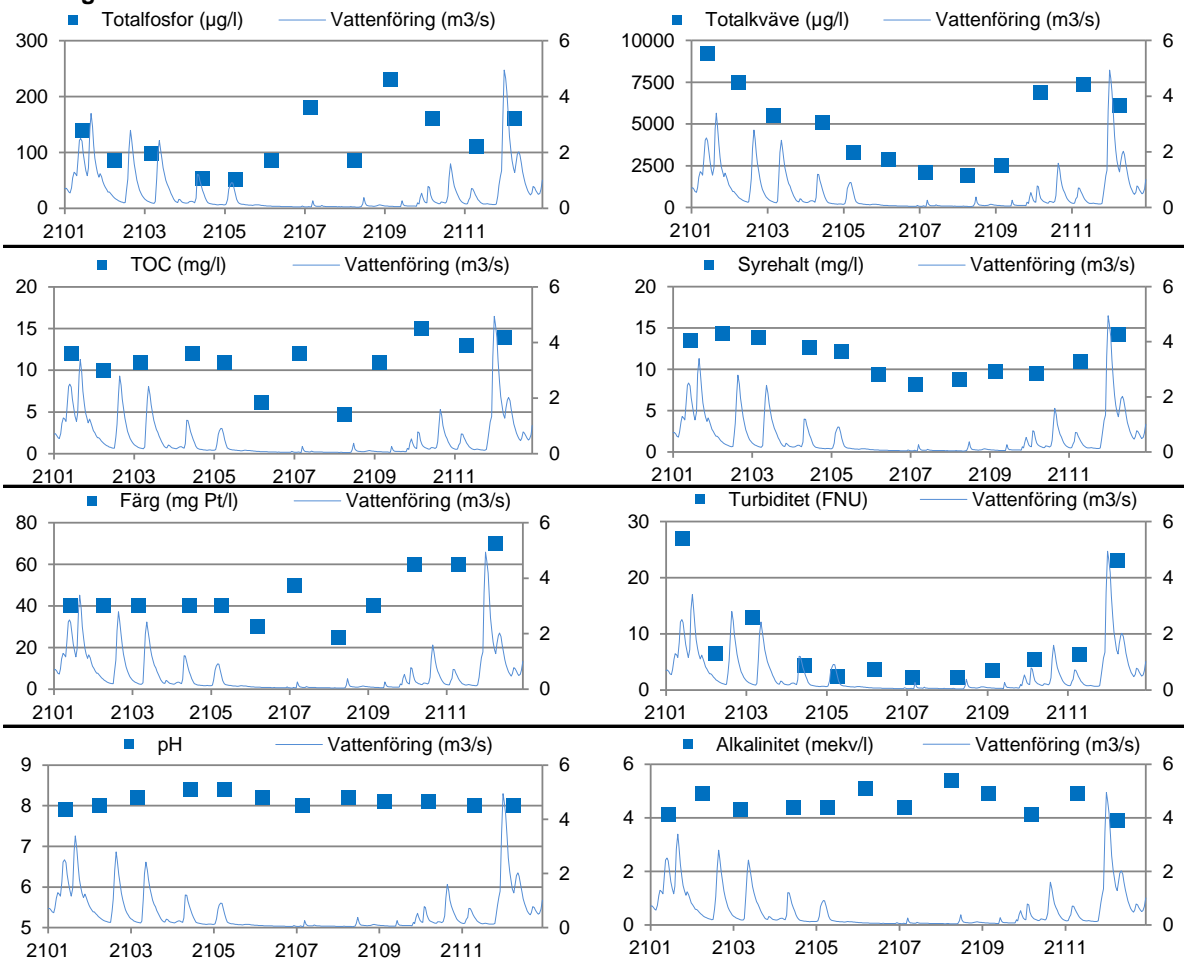 Totalfosfor (µg/l) Vattenföring (m3/s)
300 6
200 4
100 2
0 0
2101 2103 2105 2107 2109 2111
Totalkväve (µg/l) Vattenföring (m3/s)
10000 6
7500 5
5000 4
3
2500 2
1
0 0
2101 2103 2105 2107 2109 2111
TOC (mg/l) Vattenföring (m3/s)
20 6
15
4
10
5 2
0 0
2101 2103 2105 2107 2109 2111
Syrehalt (mg/l) Vattenföring (m3/s)
20 6
15
4
10
5 2
0 0
2101 2103 2105 2107 2109 2111
Färg (mg Pt/l) Vattenföring (m3/s)
80 6
60
4
40
20 2
0 0
2101 2103 2105 2107 2109 2111
Turbiditet (FNU) Vattenföring (m3/s)
30 6
20 4
10 2
0 0
2101 2103 2105 2107 2109 2111
pH Vattenföring (m3/s)
9 6
8
4
7
6 2
5 0
2101 2103 2105 2107 2109 2111
Alkalinitet (mekv/l) Vattenföring (m3/s)
6 6
5
4 4
3
2 2
1
0 0
2101 2103 2105 2107 2109 2111